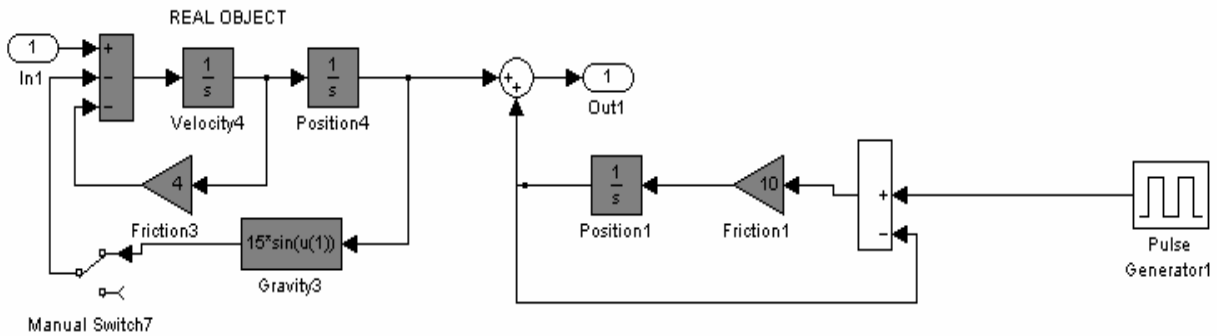 REAL OBJECT
1
In1
+
−
−
1
s
Velocity4
1
s
Position4
+
+
1
Out1
4
Friction3
15*sin(u(1))
Gravity3
Manual Switch7
1
s
Position1
10
Friction1
+
−
Pulse
Generator1